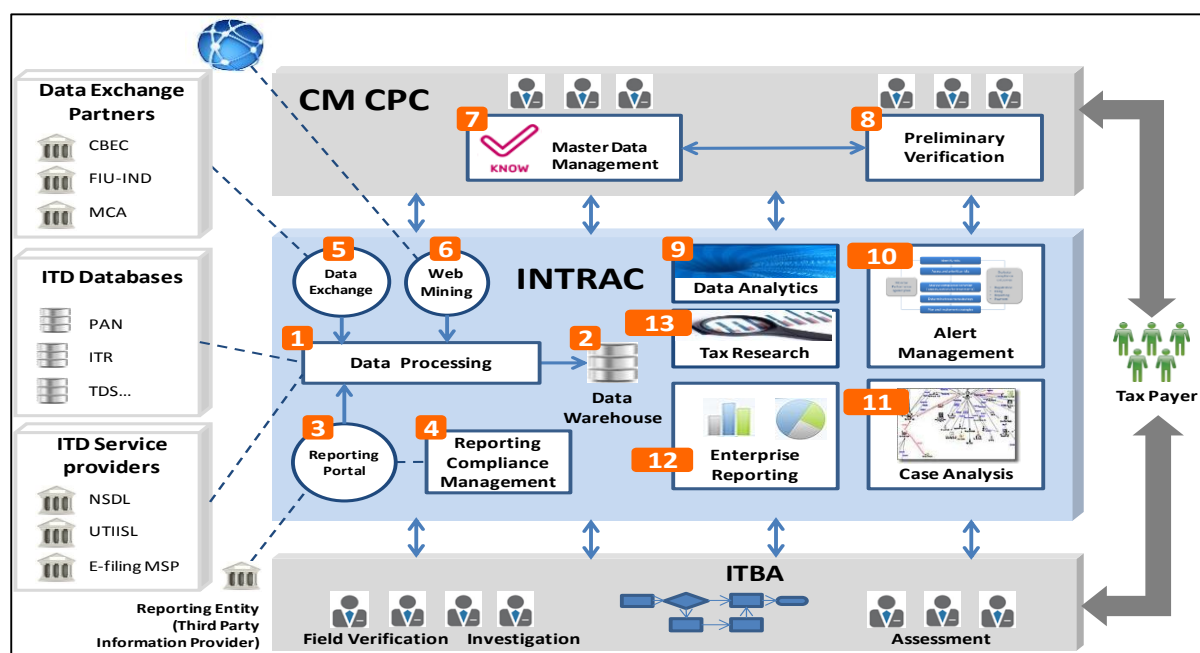 Data Exchange
Partners
CBEC
FIU-IND
MCA
ITD Databases
PAN
ITR
TDS...
ITD Service
providers
NSDL
UTIISL
E-filing MSP
Reporting Entity
(Third Party
Information Provider)
CM CPC
7
KNOW
Master Data
Management
8
Preliminary
Verification
INTRAC
5
Data
Exchange
6
Web
Mining
1
Data Processing
2
Data
Warehouse
3
Reporting
Portal
4
Reporting
Compliance
Management
9
Data Analytics
13
Tax Research
12
Enterprise
Reporting
10
Alert
Management
11
Case Analysis
ITBA
Field Verification
Investigation
Assessment
Tax Payer